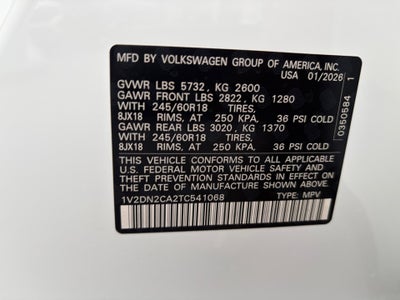 MFD BY VOLKSWAGEN GROUP OF AMERICA, INC.
USA 01/2026
GVWR LBS 5732, KG 2600
GAWR FRONT LBS 2822, KG 1280
WITH 245/60R18 TIRES,
8JX18 RIMS, AT 250 KPA, 36 PSI COLD
GAWR REAR LBS 3020, KG 1370
WITH 245/60R18 TIRES,
8JX18 RIMS, AT 250 KPA, 36 PSI COLD
THIS VEHICLE CONFORMS TO ALL APPLICABLE
U.S. FEDERAL MOTOR VEHICLE SAFETY
STANDARDS IN EFFECT ON THE DATE OF
MANUFACTURE SHOWN ABOVE.
1V2DN2CA2TC541068 TYPE: MPV
0350584 1